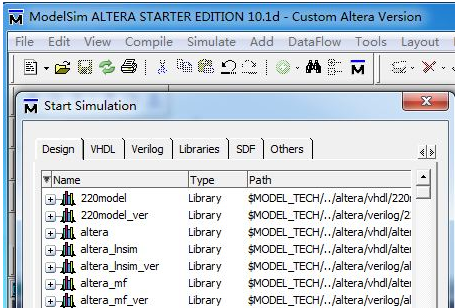 ModelSim ALTERA STARTER EDITION 10.1d - Custom Altera Version
File Edit View Compile Simulate Add DataFlow Tools Layout
Start Simulation
Design VHDL Verilog Libraries SDF Others
Name Type Path
220model Library $MODEL_TECH/../altera/vhdl/220
220model_ver Library $MODEL_TECH/../altera/verilog/2
altera Library $MODEL_TECH/../altera/vhdl/alte
altera_lnsim Library $MODEL_TECH/../altera/vhdl/alte
altera_lnsim_ver Library $MODEL_TECH/../altera/verilog/al
altera_mf Library $MODEL_TECH/../altera/vhdl/alte
altera_mf_ver Library $MODEL_TECH/../altera/verilog/al